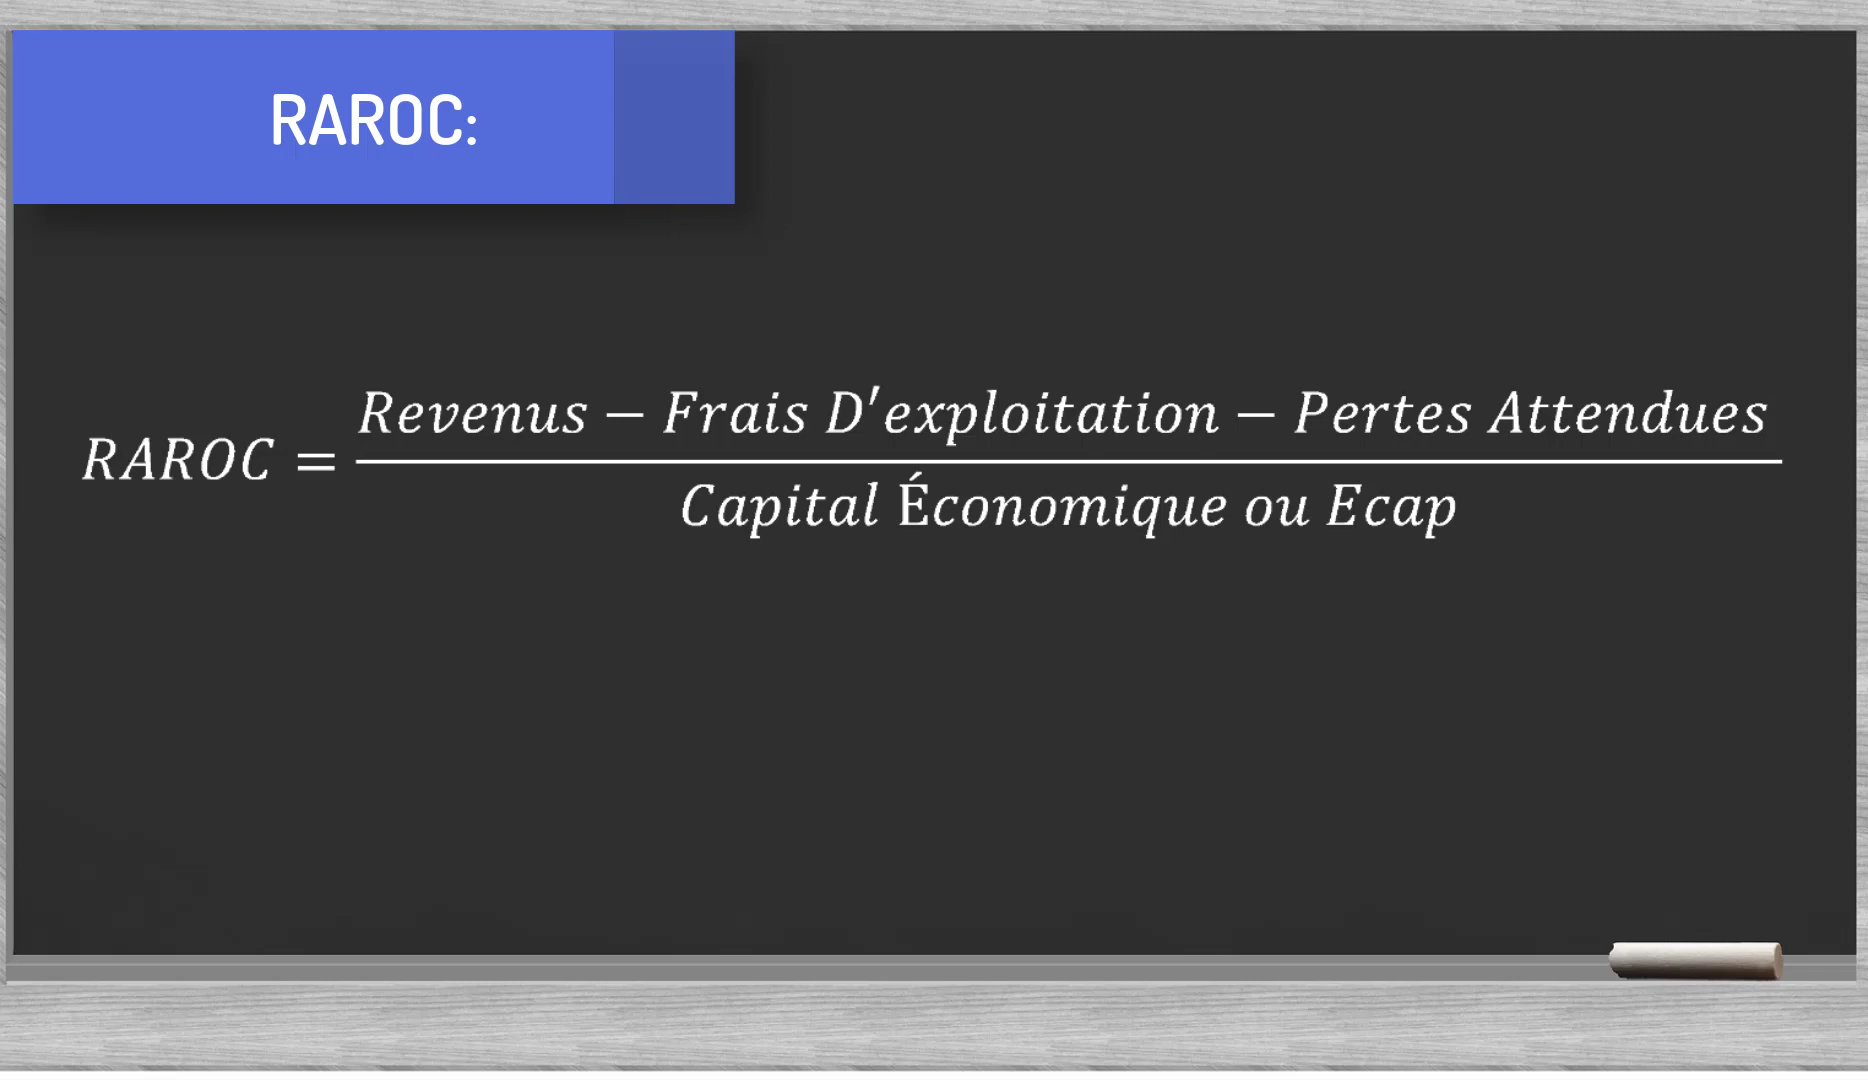 RAROC:
Revenus − Frais D′exploitation − Pertes Attendues
RAROC =
Capital Économique ou Ecap